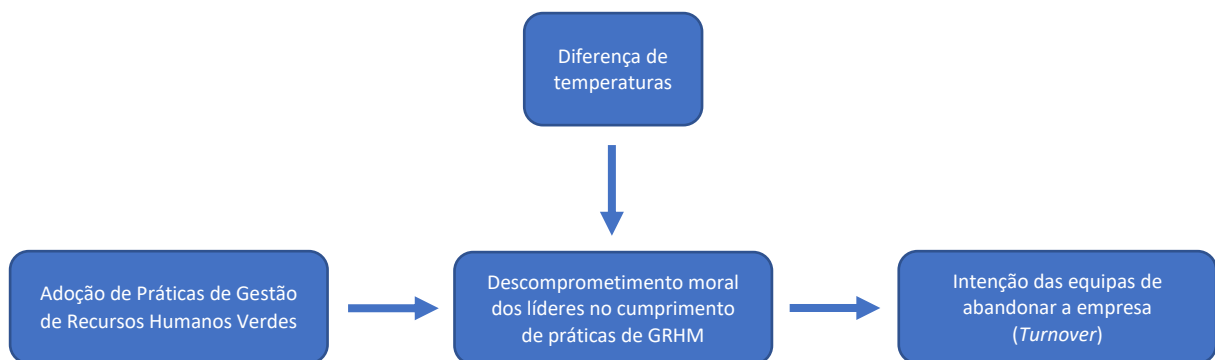 Diferença de
temperaturas
Adoção de Práticas de Gestão
de Recursos Humanos Verdes
Descomprometimento moral
dos líderes no cumprimento
de práticas de GRHM
Intenção das equipas de
abandonar a empresa
(Turnover)